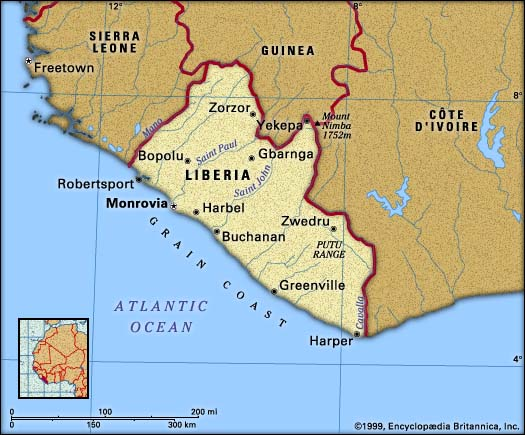 12°
8°
SIERRA
LEONE
GUINEA
Freetown
8°
Zorzor
Yekepa
Mount
Nimba
1752m
CÔTE
D'IVOIRE
Mano
Saint Paul
Bopolu
Gbarnga
LIBERIA
Saint John
Robertsport
Monrovia
Harbel
Zwedru
Buchanan
PUTU
RANGE
GRAIN COAST
Greenville
ATLANTIC
OCEAN
Cavalla
Harper
4°
0
100
200 mi
0
150
300 km
©1999, Encyclopædia Britannica, Inc.